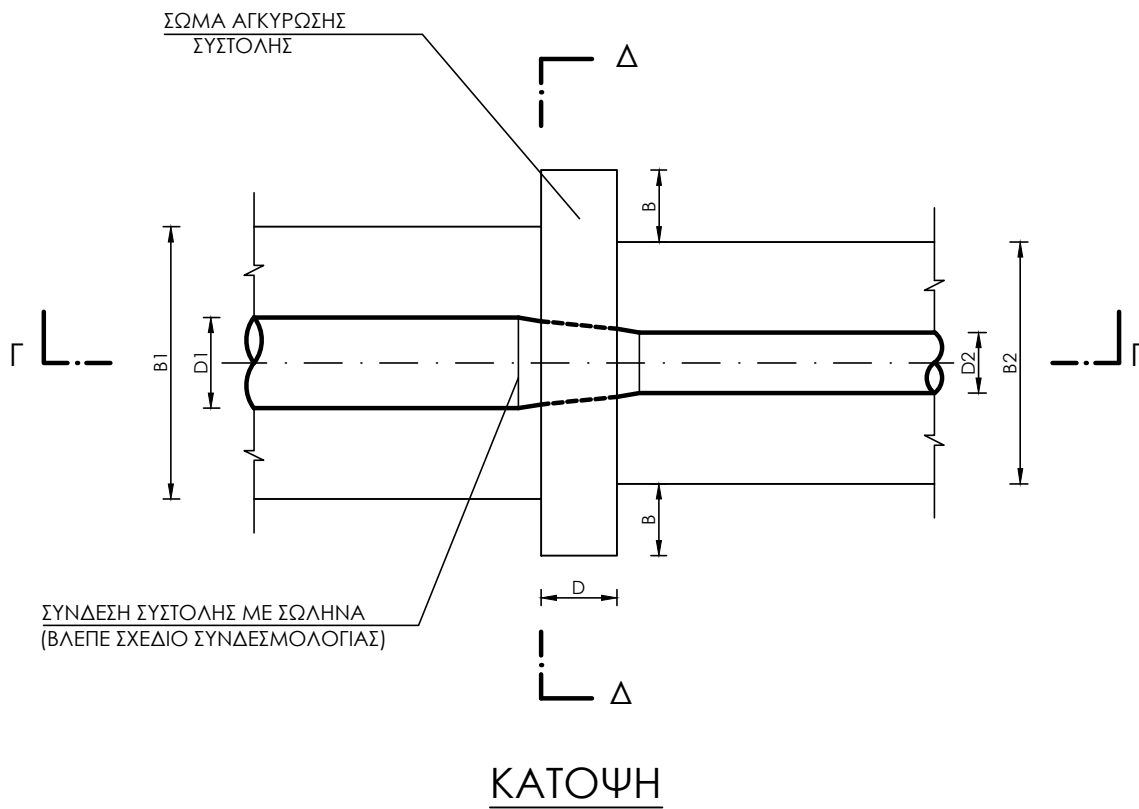 ΣΩΜΑ ΑΓΚΥΡΩΣΗΣ
ΣΥΣΤΟΛΗΣ
Δ
B
Γ
B1
D1
D2
B2
Γ
B
D
ΣΥΝΔΕΣΗ ΣΥΣΤΟΛΗΣ ΜΕ ΣΩΛΗΝΑ
(ΒΛΕΠΕ ΣΧΕΔΙΟ ΣΥΝΔΕΣΜΟΛΟΓΙΑΣ)
Δ
ΚΑΤΟΨΗ